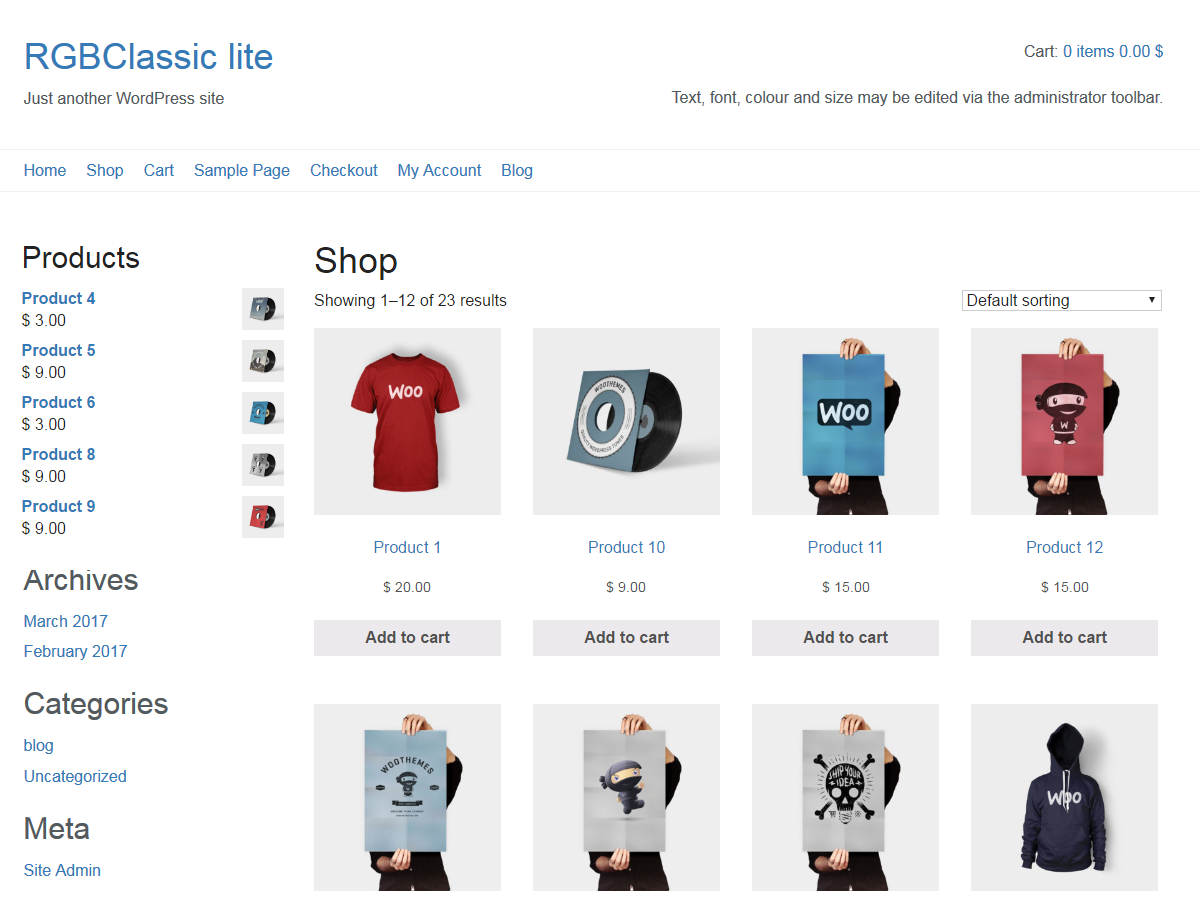 RGBClassic lite
Just another WordPress site
Cart: 0 items 0.00 $
Text, font, colour and size may be edited via the administrator toolbar.
Home Shop Cart Sample Page Checkout My Account Blog
Products
Product 4
$ 3.00
Product 5
$ 9.00
Product 6
$ 3.00
Product 8
$ 9.00
Product 9
$ 9.00
Archives
March 2017
February 2017
Categories
blog
Uncategorized
Meta
Site Admin
Shop
Showing 1–12 of 23 results
Default sorting
WOO
WOOTHEMES
WOO
W
Product 1 Product 10 Product 11 Product 12
$ 20.00 $ 9.00 $ 15.00 $ 15.00
Add to cart Add to cart Add to cart Add to cart
WOOTHEMES
SHIP YOUR
IDEA
WOO